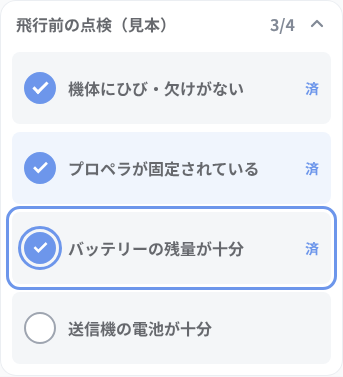 飛行前の点検（見本） 3/4
機体にひび・欠けがない 済
プロペラが固定されている 済
バッテリーの残量が十分 済
送信機の電池が十分